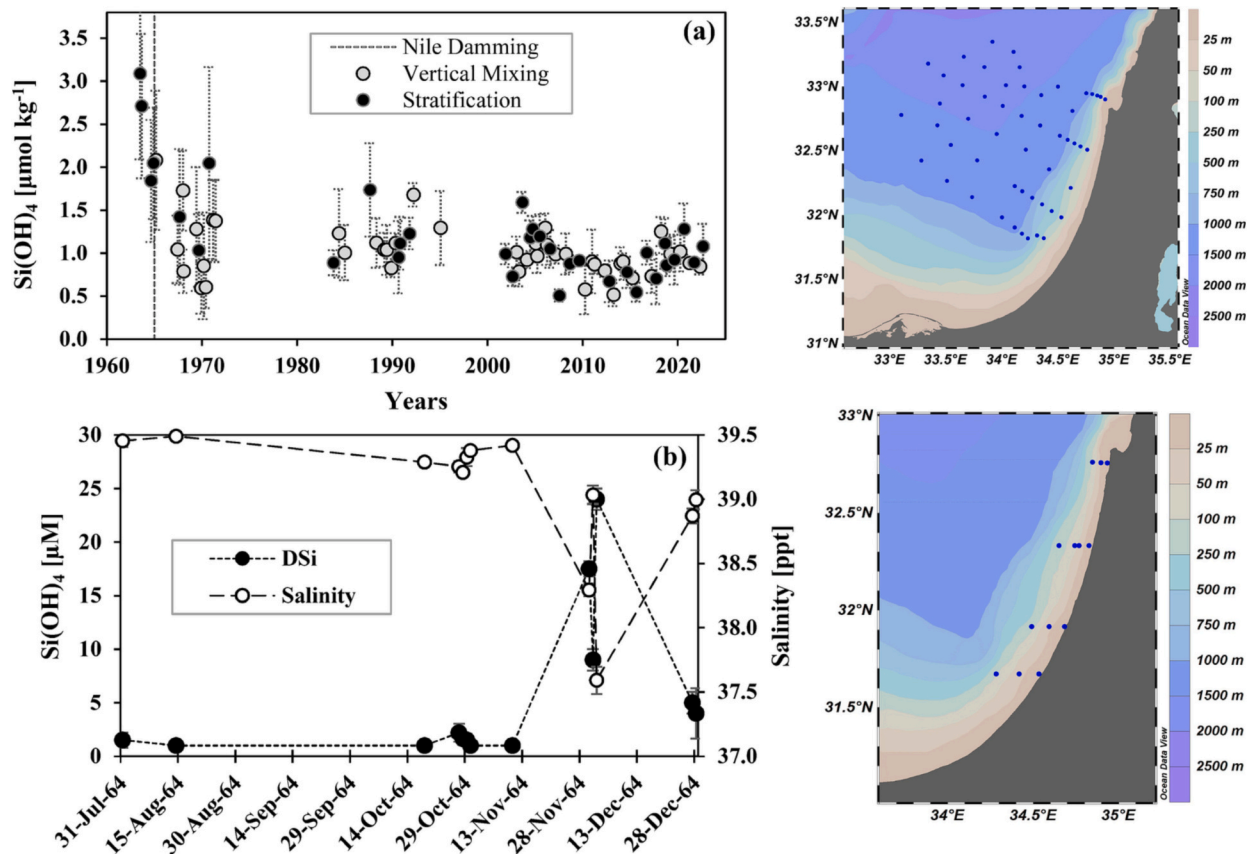 (a)
Nile Damming
Vertical Mixing
Stratification
Si(OH)4 [µmol kg-1]
3.5
3.0
2.5
2.0
1.5
1.0
0.5
0.0
1960 1970 1980 1990 2000 2010 2020
Years
33.5°N
33°N
32.5°N
32°N
31.5°N
31°N
33°E 33.5°E 34°E 34.5°E 35°E 35.5°E
Ocean Data View
25 m
50 m
100 m
250 m
500 m
750 m
1000 m
1500 m
2000 m
2500 m
(b)
DSi
Salinity
Si(OH)4 [µM]
30
25
20
15
10
5
0
Salinity [ppt]
39.5
39.0
38.5
38.0
37.5
37.0
31-Jul-64
15-Aug-64
30-Aug-64
14-Sep-64
29-Sep-64
14-Oct-64
29-Oct-64
13-Nov-64
28-Nov-64
13-Dec-64
28-Dec-64
33°N
32.5°N
32°N
31.5°N
34°E 34.5°E 35°E
Ocean Data View
25 m
50 m
100 m
250 m
500 m
750 m
1000 m
1500 m
2000 m
2500 m